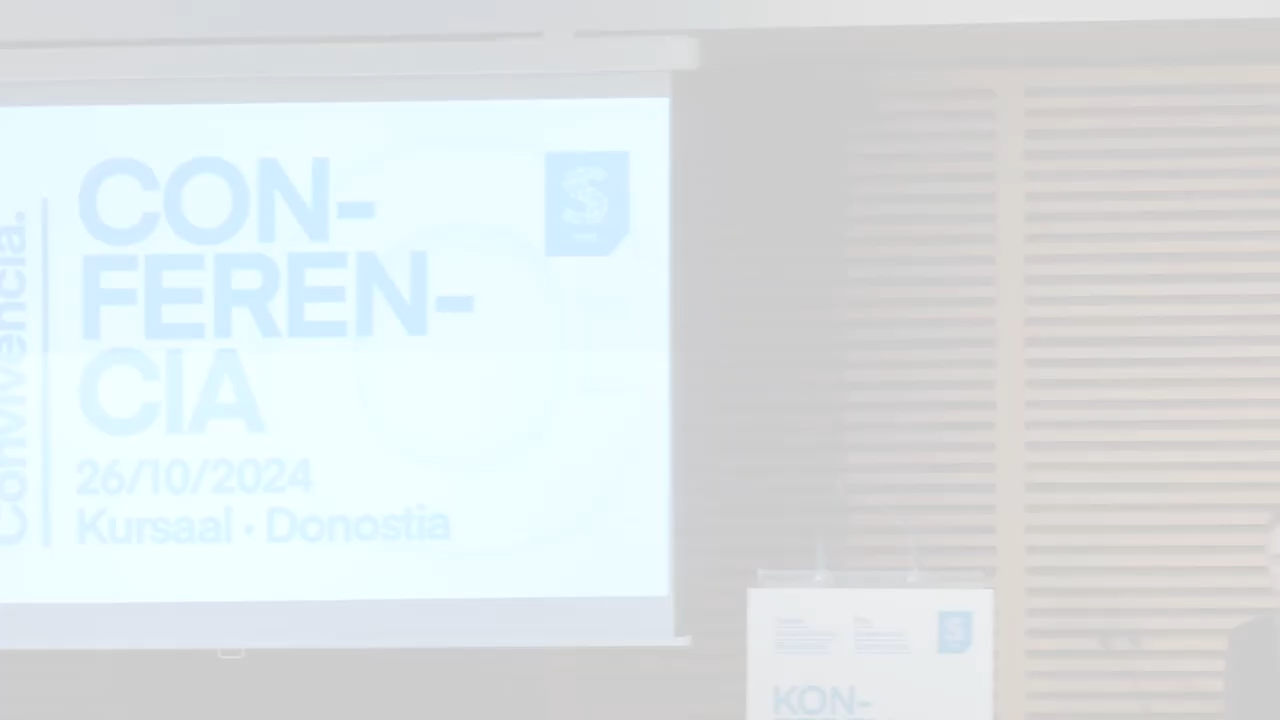 Convivencia.
CON-
FEREN-
CIA
26/10/2024
Kursaal · Donostia
KON-